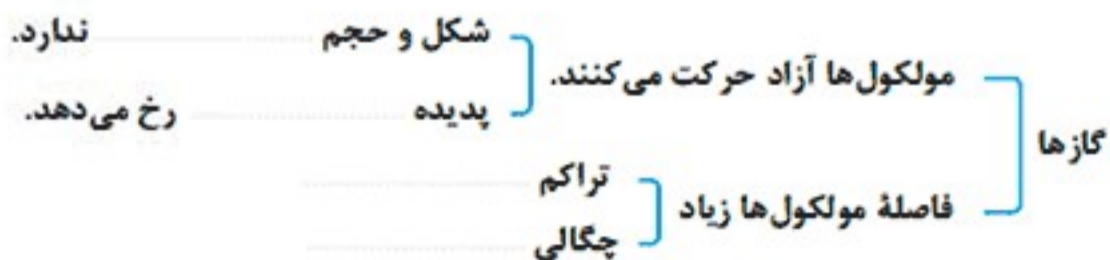 شکل و حجم ............ ندارد.
مولکول‌ها آزاد حرکت می‌کنند.
پدیده ............ رخ می‌دهد.
گازها
تراکم ............
فاصلهٔ مولکول‌ها زیاد
چگالی ............